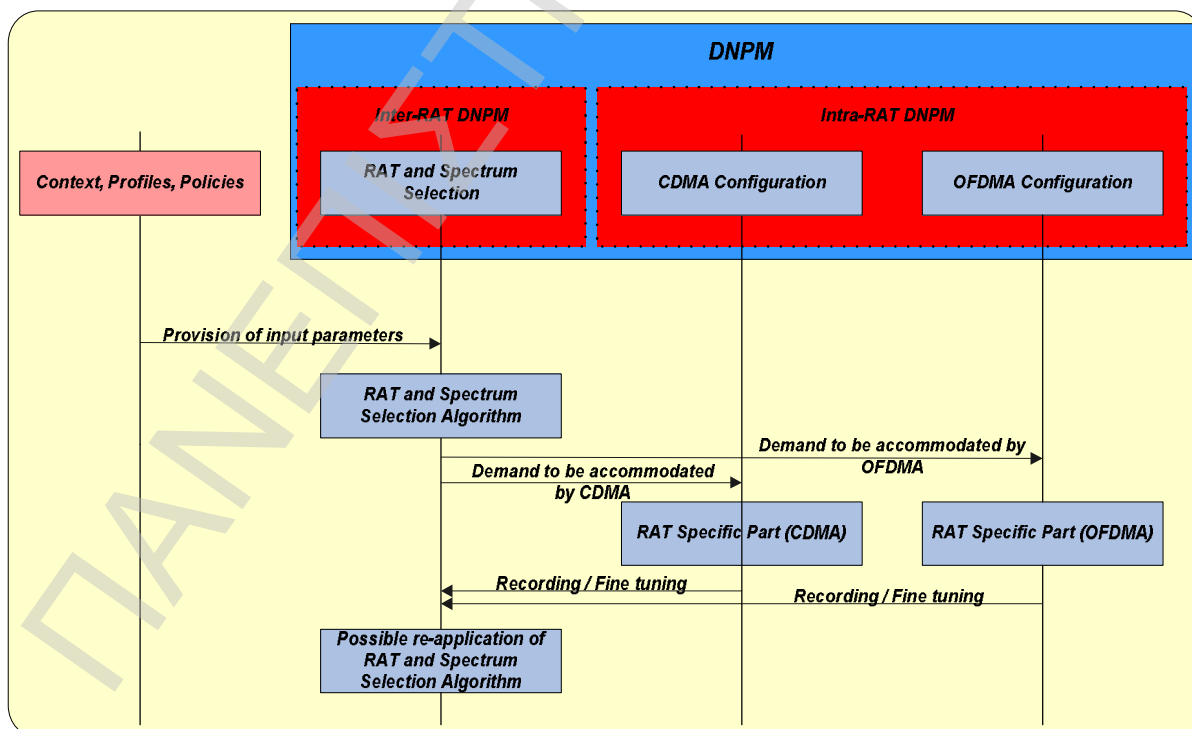 DNPM
Inter-RAT DNPM
Intra-RAT DNPM
Context, Profiles, Policies
RAT and Spectrum
Selection
CDMA Configuration
OFDMA Configuration
Provision of input parameters
RAT and Spectrum
Selection Algorithm
Demand to be accommodated by
OFDMA
Demand to be accommodated
by CDMA
RAT Specific Part (CDMA)
RAT Specific Part (OFDMA)
Recording / Fine tuning
Recording / Fine tuning
Possible re-application of
RAT and Spectrum
Selection Algorithm
ΠΑΝΕΠΙΣΤ